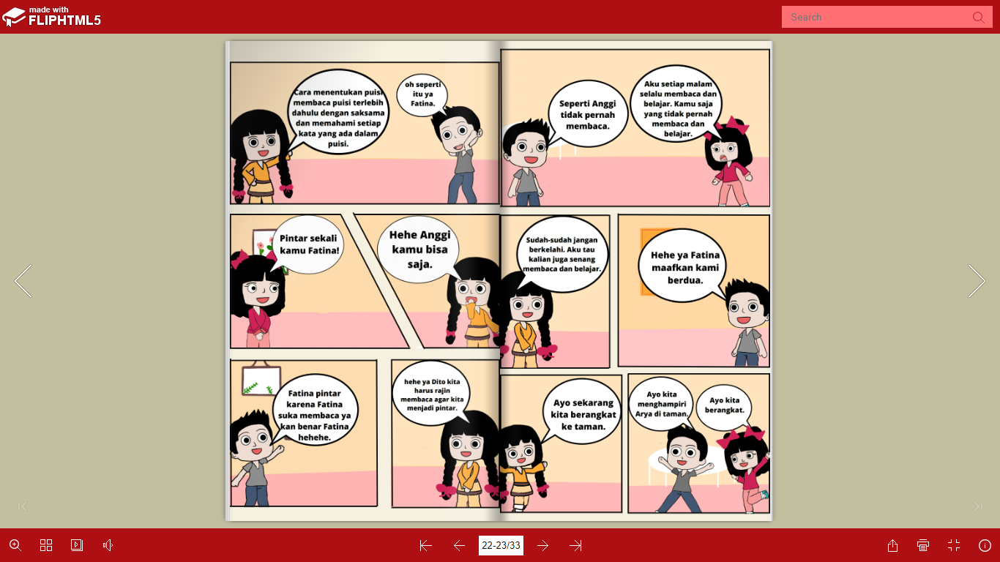 made with
FLIPHTML5
Search
Cara menentukan puisi
membaca puisi terlebih
dahulu dengan saksama
dan memahami setiap
kata yang ada dalam
puisi.
oh seperti
itu ya
Fatina.
Pintar sekali
kamu Fatina!
Hehe Anggi
kamu bisa
saja.
Fatina pintar
karena Fatina
suka membaca ya
kan benar Fatina
hehehe.
hehe ya Dito kita
harus rajin
membaca agar kita
menjadi pintar.
Seperti Anggi
tidak pernah
membaca.
Aku setiap malam
selalu membaca dan
belajar. Kamu saja
yang tidak pernah
membaca dan
belajar.
Sudah-sudah jangan
berkelahi. Aku tau
kalian juga senang
membaca dan belajar.
Hehe ya Fatina
maafkan kami
berdua.
Ayo sekarang
kita berangkat
ke taman.
Ayo kita
menghampiri
Arya di taman.
Ayo kita
berangkat.
22-23/33